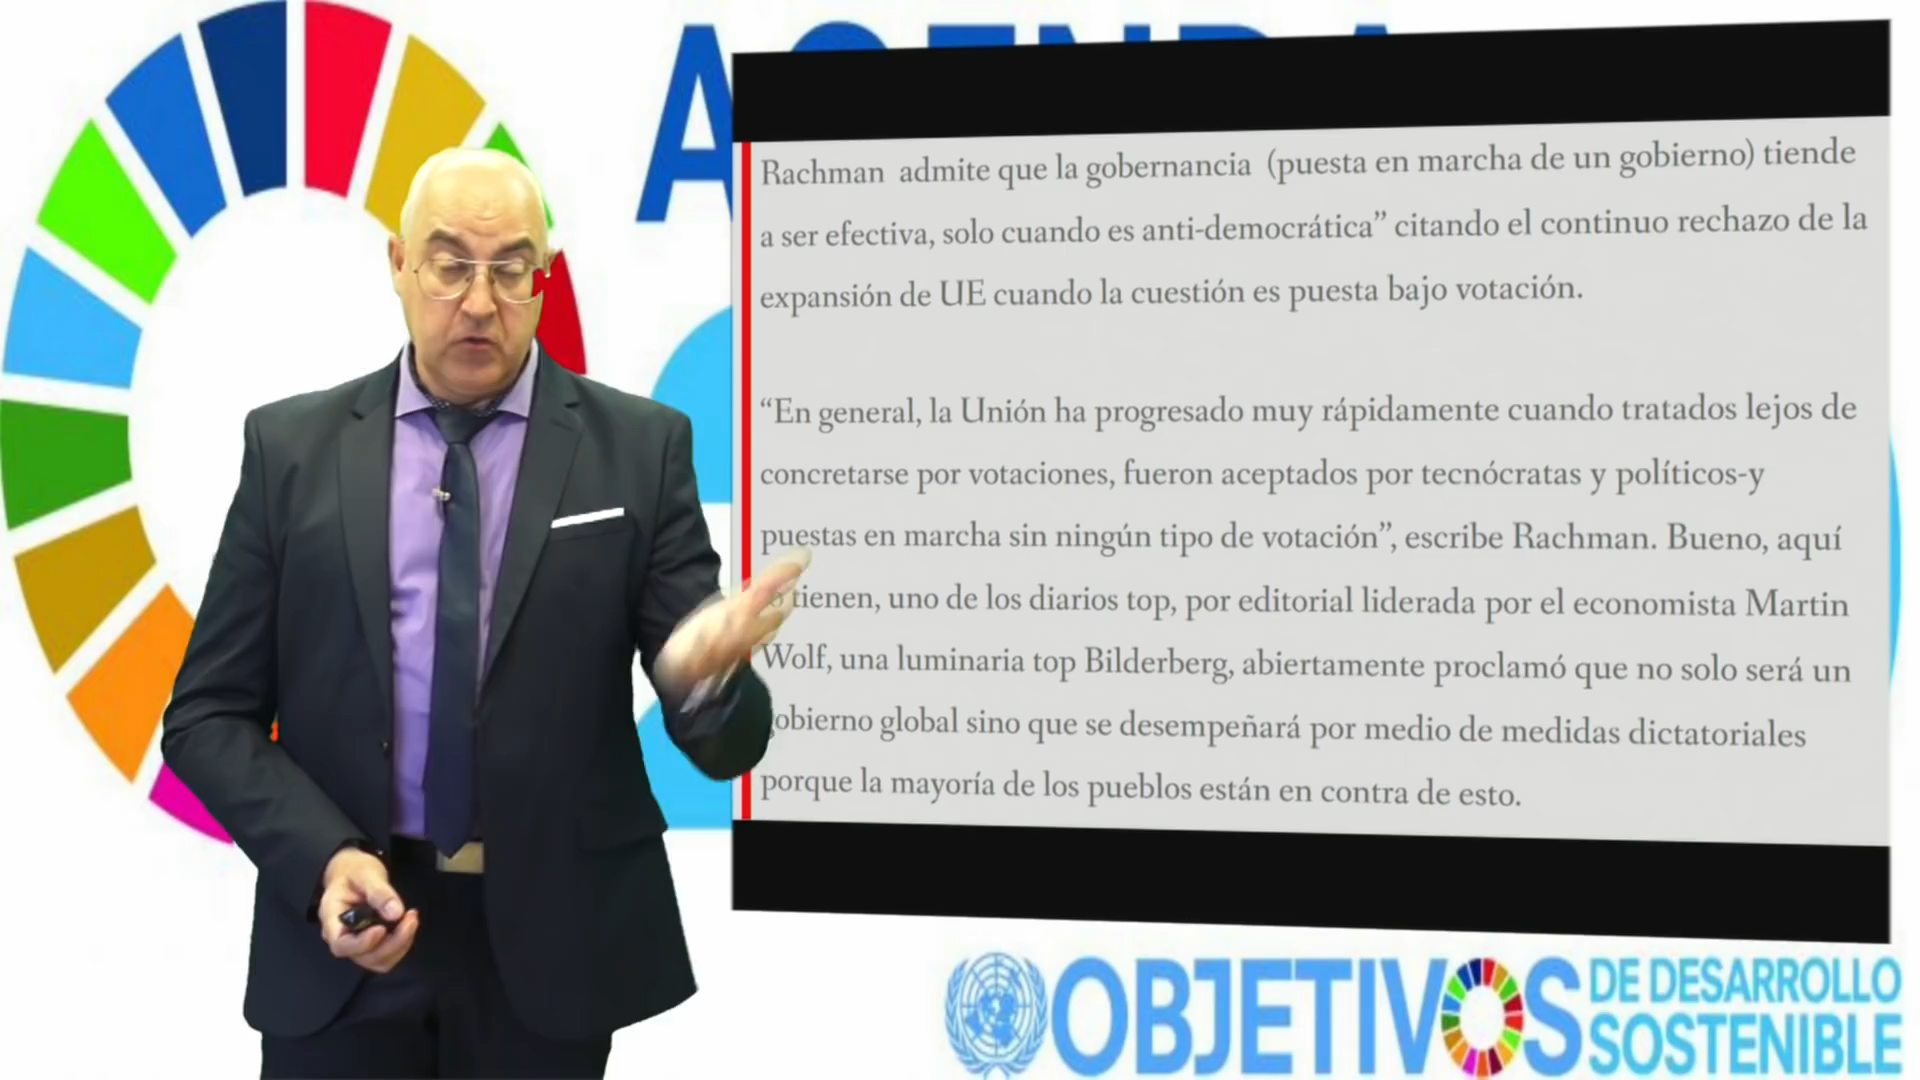 Rachman admite que la gobernancia (puesta en marcha de un gobierno) tiende
a ser efectiva, solo cuando es anti-democrática” citando el continuo rechazo de la
expansión de UE cuando la cuestión es puesta bajo votación.
“En general, la Unión ha progresado muy rápidamente cuando tratados lejos de
concretarse por votaciones, fueron aceptados por tecnócratas y políticos-y
puestas en marcha sin ningún tipo de votación”, escribe Rachman. Bueno, aquí
tienen, uno de los diarios top, por editorial liderada por el economista Martin
Wolf, una luminaria top Bilderberg, abiertamente proclamó que no solo será un
obierno global sino que se desempeñará por medio de medidas dictatoriales
porque la mayoría de los pueblos están en contra de esto.
OBJETIVOS
DE DESARROLLO
SOSTENIBLE